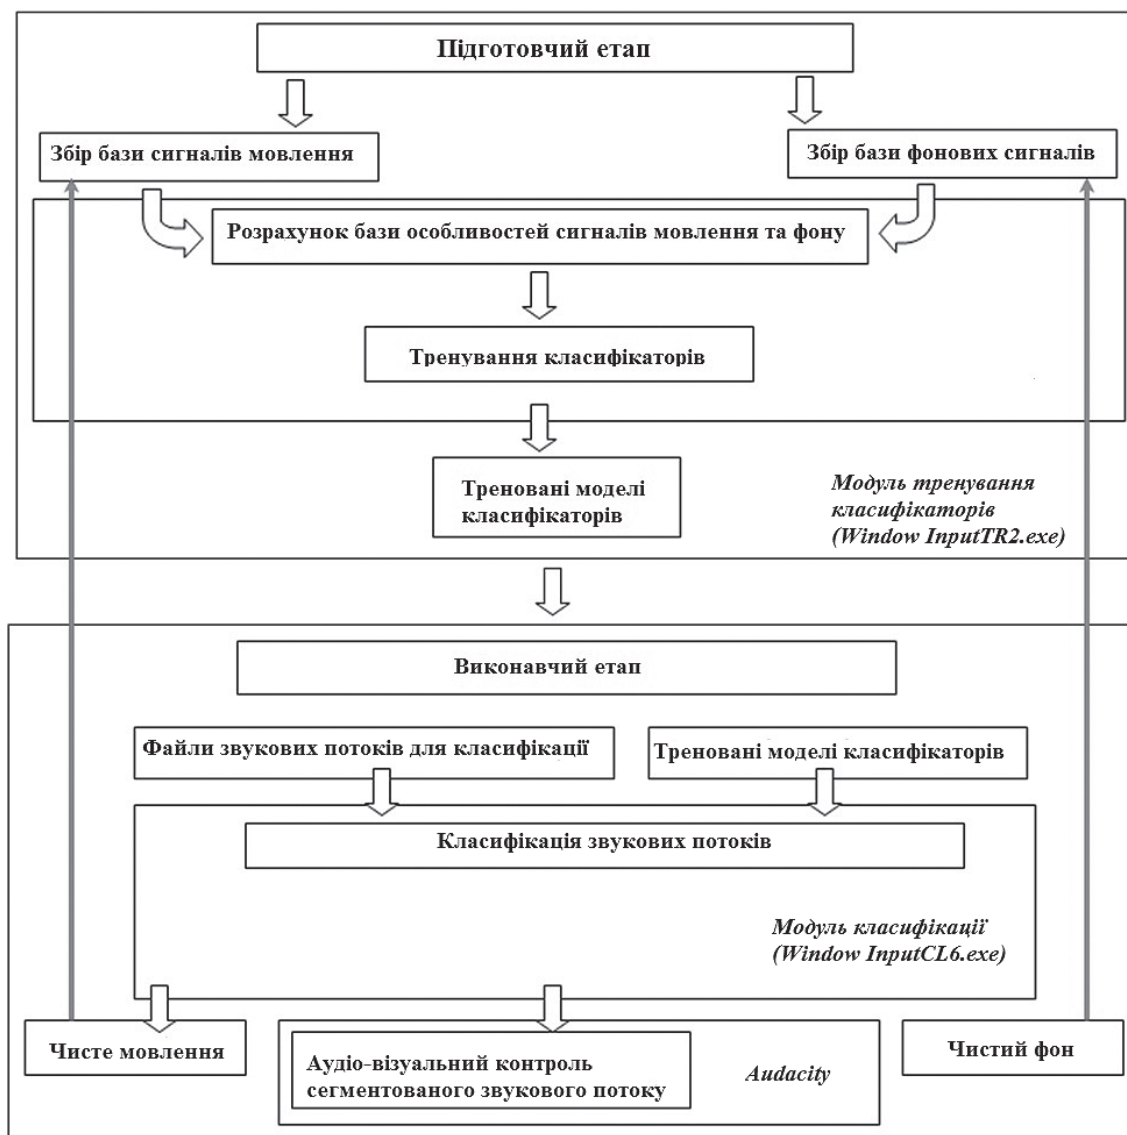 Підготовчий етап
Збір бази сигналів мовлення
Збір бази фонових сигналів
Розрахунок бази особливостей сигналів мовлення та фону
Тренування класифікаторів
Треновані моделі
класифікаторів
Модуль тренування
класифікаторів
(Window InputTR2.exe)
Виконавчий етап
Файли звукових потоків для класифікації
Треновані моделі класифікаторів
Класифікація звукових потоків
Модуль класифікації
(Window InputCL6.exe)
Чисте мовлення
Аудіо-візуальний контроль
сегментованого звукового потоку
Audacity
Чистий фон